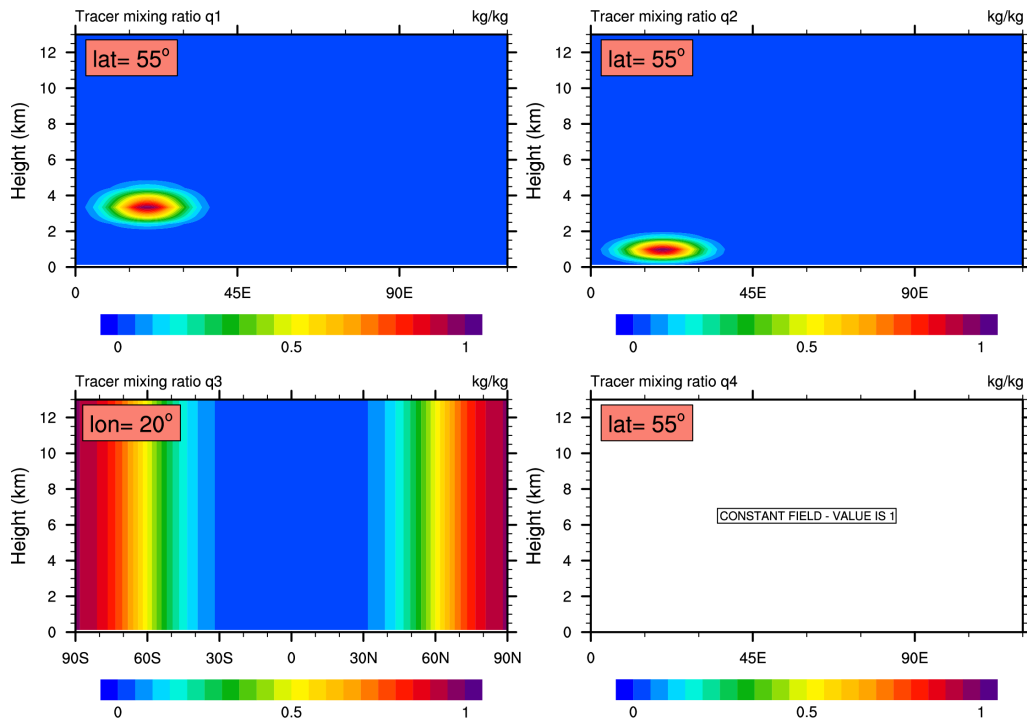 Tracer mixing ratio q1 kg/kg
lat= 55°
12
10
8
6
4
2
0
Height (km)
0 45E 90E
0 0.5 1
Tracer mixing ratio q2 kg/kg
lat= 55°
12
10
8
6
4
2
0
Height (km)
0 45E 90E
0 0.5 1
Tracer mixing ratio q3 kg/kg
lon= 20°
12
10
8
6
4
2
0
Height (km)
90S 60S 30S 0 30N 60N 90N
0 0.5 1
Tracer mixing ratio q4 kg/kg
lat= 55°
12
10
8
6
4
2
0
Height (km)
CONSTANT FIELD - VALUE IS 1
0 45E 90E
0 0.5 1